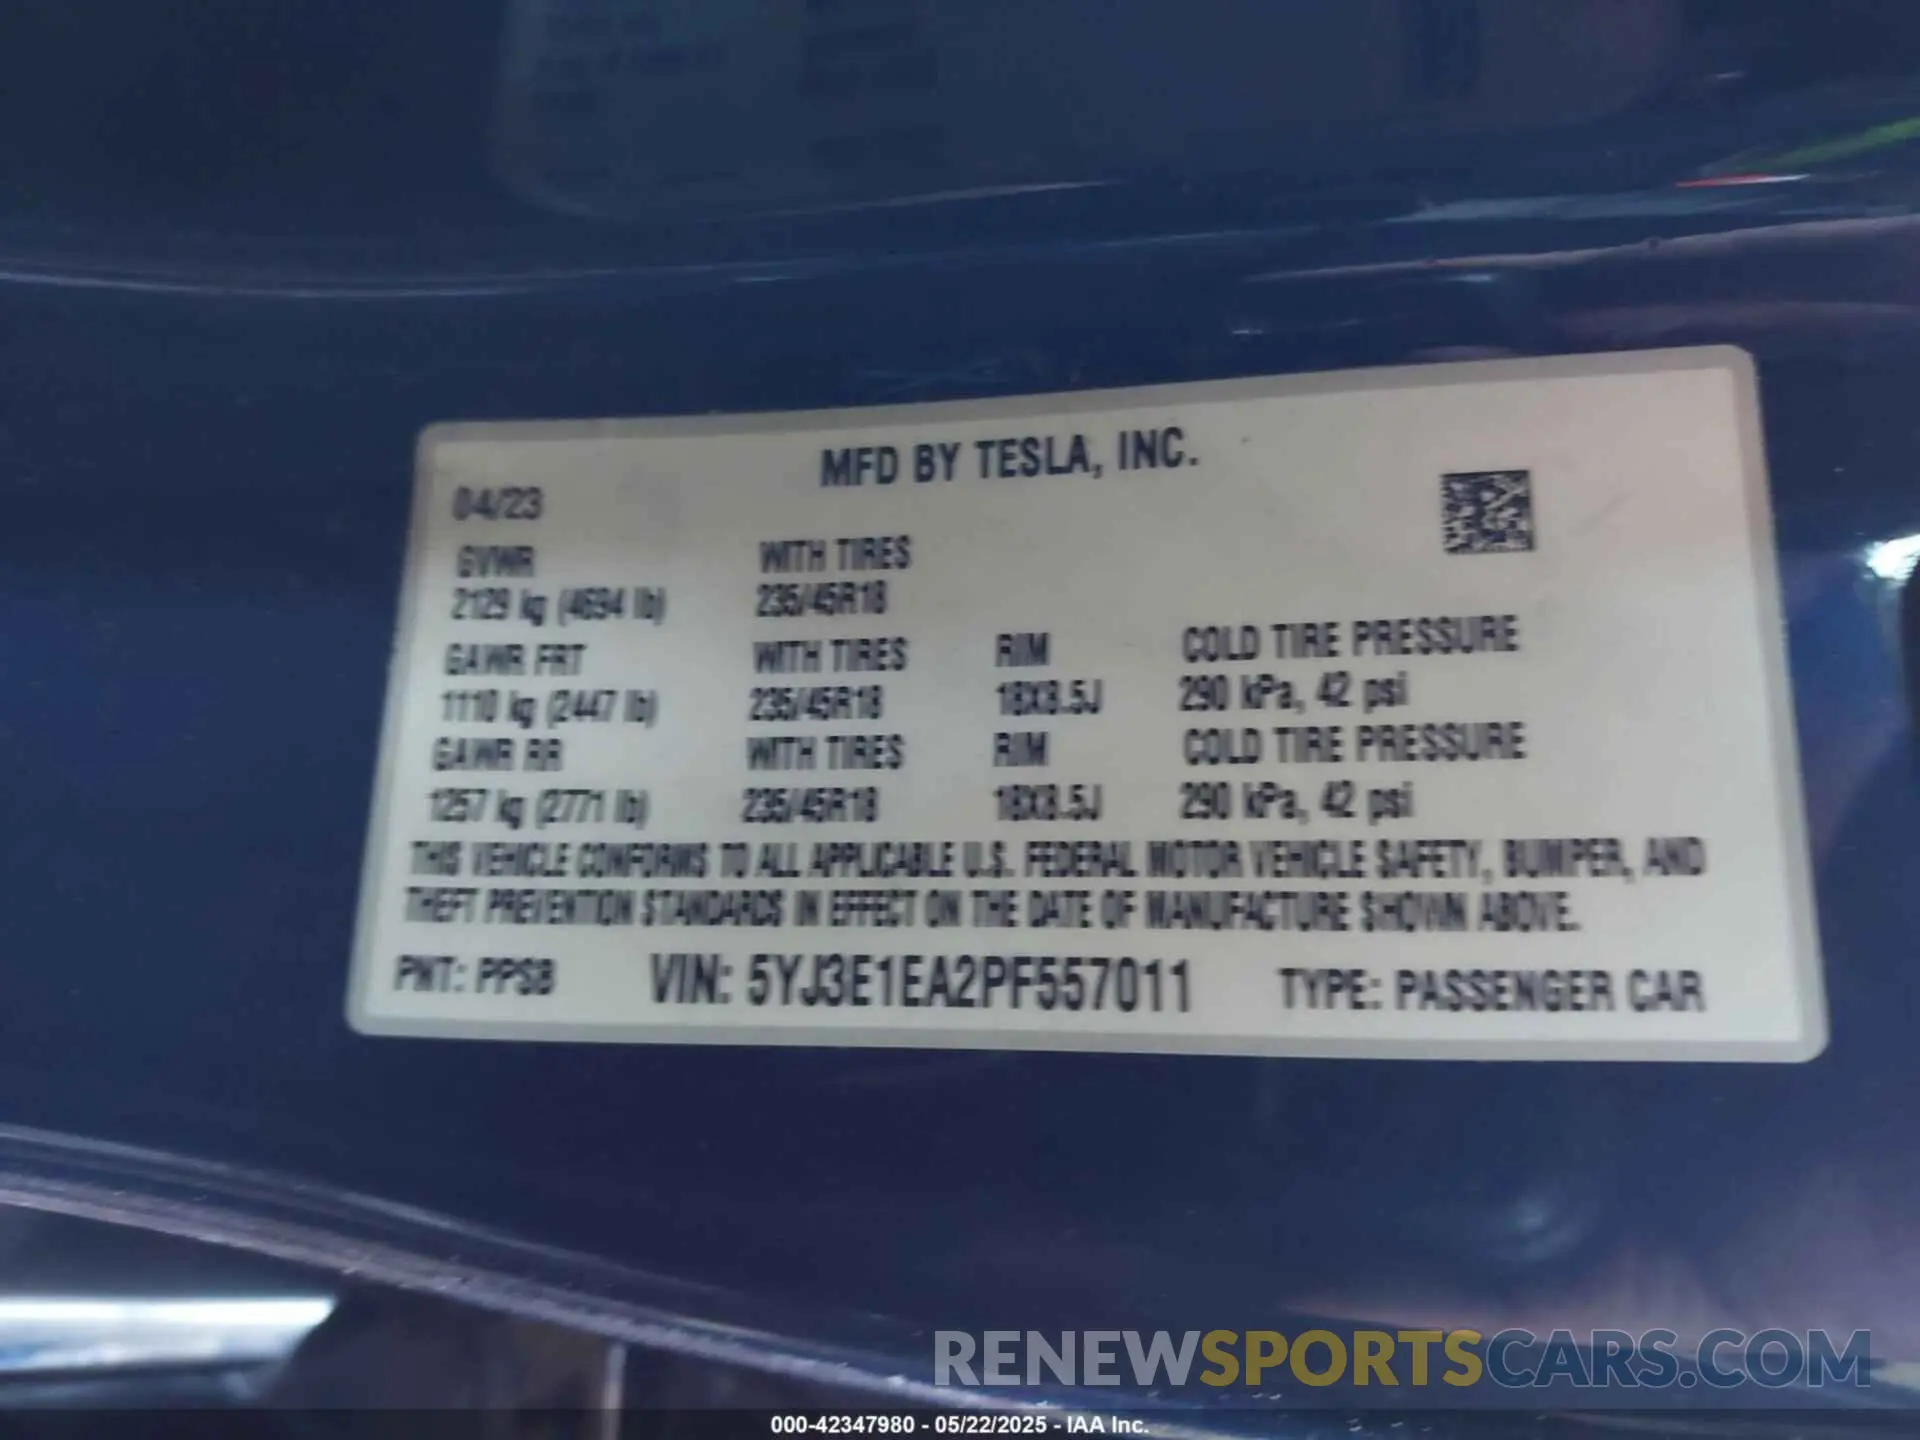 MFD BY TESLA, INC.
04/23
GVWR WITH TIRES
2129 kg (4694 lb) 235/45R18
GAWR FRT WITH TIRES RIM COLD TIRE PRESSURE
1110 kg (2447 lb) 235/45R18 18X8.5J 290 kPa, 42 psi
GAWR RR WITH TIRES RIM COLD TIRE PRESSURE
1257 kg (2771 lb) 235/45R18 18X8.5J 290 kPa, 42 psi
THIS VEHICLE CONFORMS TO ALL APPLICABLE U.S. FEDERAL MOTOR VEHICLE SAFETY, BUMPER, AND
THEFT PREVENTION STANDARDS IN EFFECT ON THE DATE OF MANUFACTURE SHOWN ABOVE.
PNT: PPSB VIN: 5YJ3E1EA2PF557011 TYPE: PASSENGER CAR
RENEWSPORTSCARS.COM
000-42347980 - 05/22/2025 - IAA Inc.